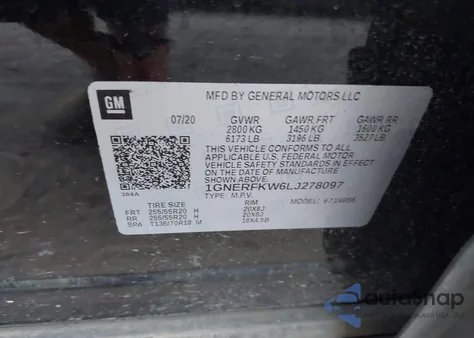 GM
MFD BY GENERAL MOTORS LLC
07/20 GVWR GAWR FRT GAWR RR
2800 KG 1450 KG 1600 KG
6173 LB 3196 LB 3527 LB
THIS VEHICLE CONFORMS TO ALL
APPLICABLE U.S. FEDERAL MOTOR
VEHICLE SAFETY STANDARDS IN
EFFECT ON THE DATE OF
MANUFACTURE SHOWN ABOVE.
1GNERFKW6LJ278097
TYPE: M.P.V. MODEL:
TIRE SIZE RIM
FRT 255/55R20 H 20X8J
RR 255/55R20 H 20X8J
SPA T135/70R18 M 18X4.5B
AutoSnap